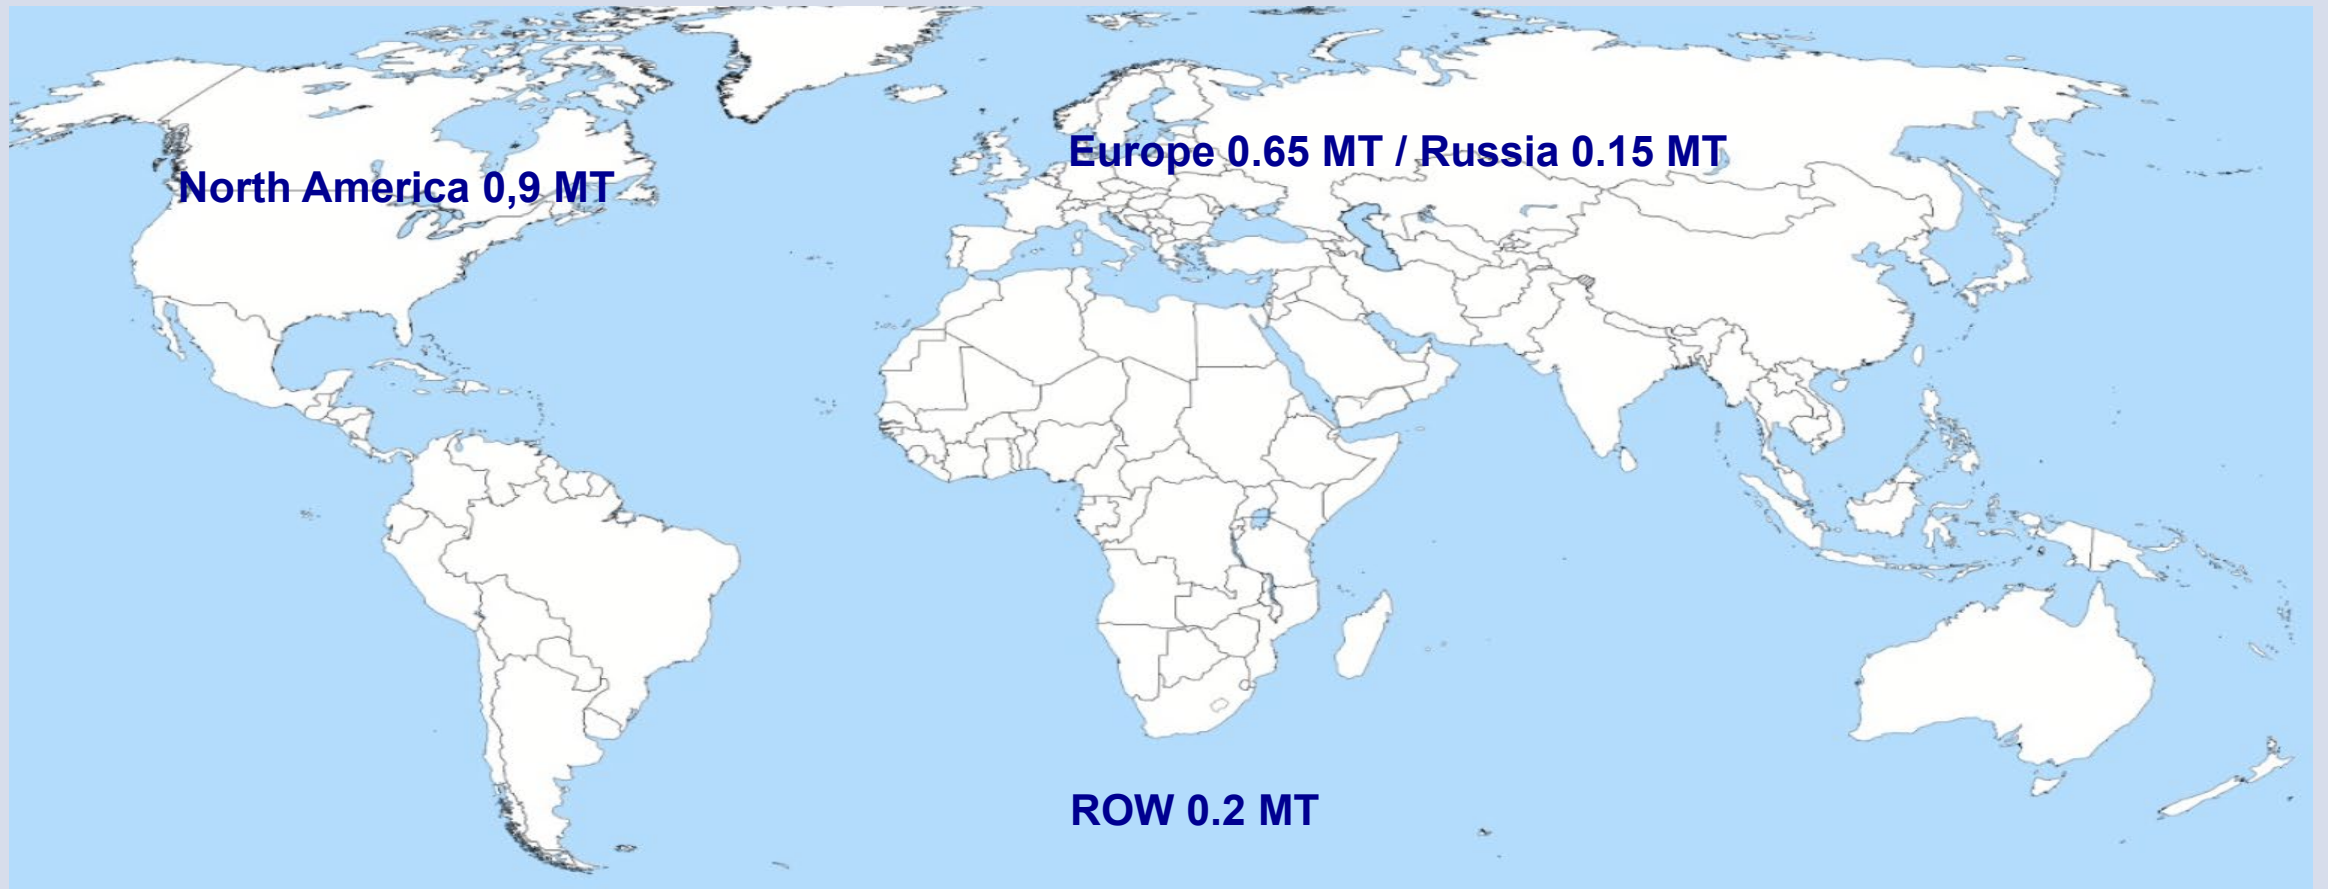 Europe 0.65 MT / Russia 0.15 MT
North America 0,9 MT
ROW 0.2 MT